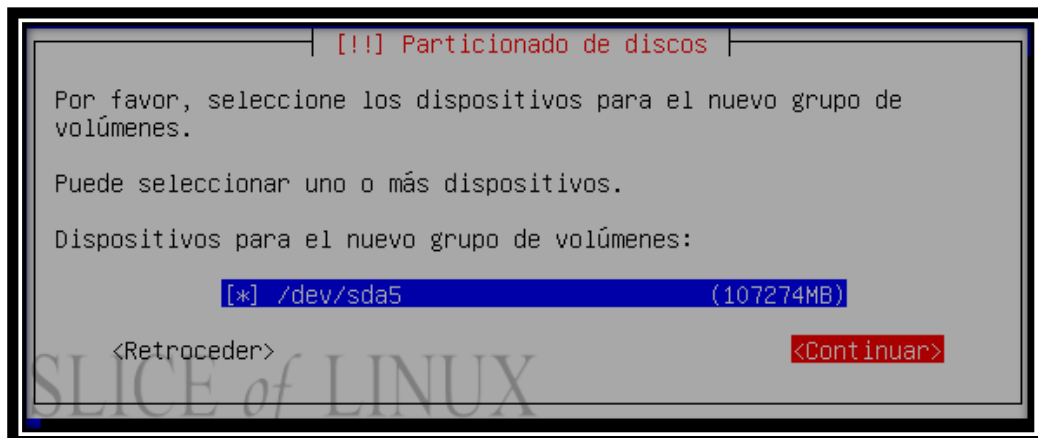 [!!] Particionado de discos
Por favor, seleccione los dispositivos para el nuevo grupo de
volúmenes.
Puede seleccionar uno o más dispositivos.
Dispositivos para el nuevo grupo de volúmenes:
[*] /dev/sda5 (107274MB)
<Retroceder> <Continuar>
SLICE of LINUX